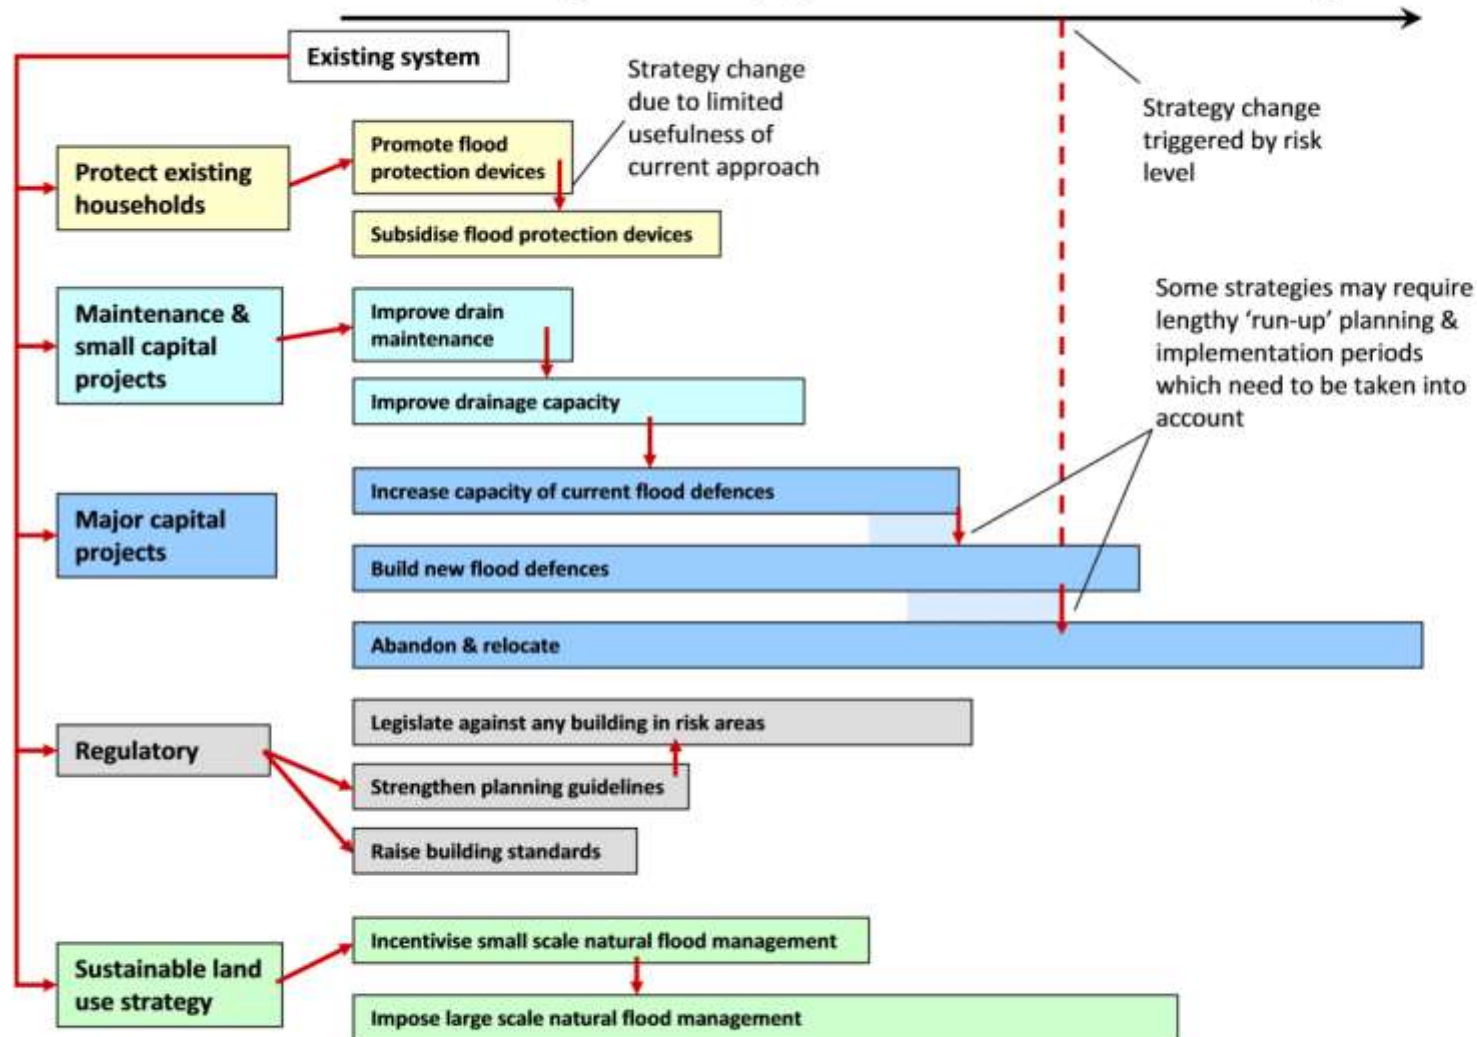 Existing system
Strategy change
due to limited
usefulness of
current approach
Strategy change
triggered by risk
level
Protect existing
households
Promote flood
protection devices
Subsidise flood protection devices
Maintenance &
small capital
projects
Improve drain
maintenance
Improve drainage capacity
Some strategies may require
lengthy ‘run-up’ planning &
implementation periods
which need to be taken into
account
Major capital
projects
Increase capacity of current flood defences
Build new flood defences
Abandon & relocate
Regulatory
Legislate against any building in risk areas
Strengthen planning guidelines
Raise building standards
Sustainable land
use strategy
Incentivise small scale natural flood management
Impose large scale natural flood management